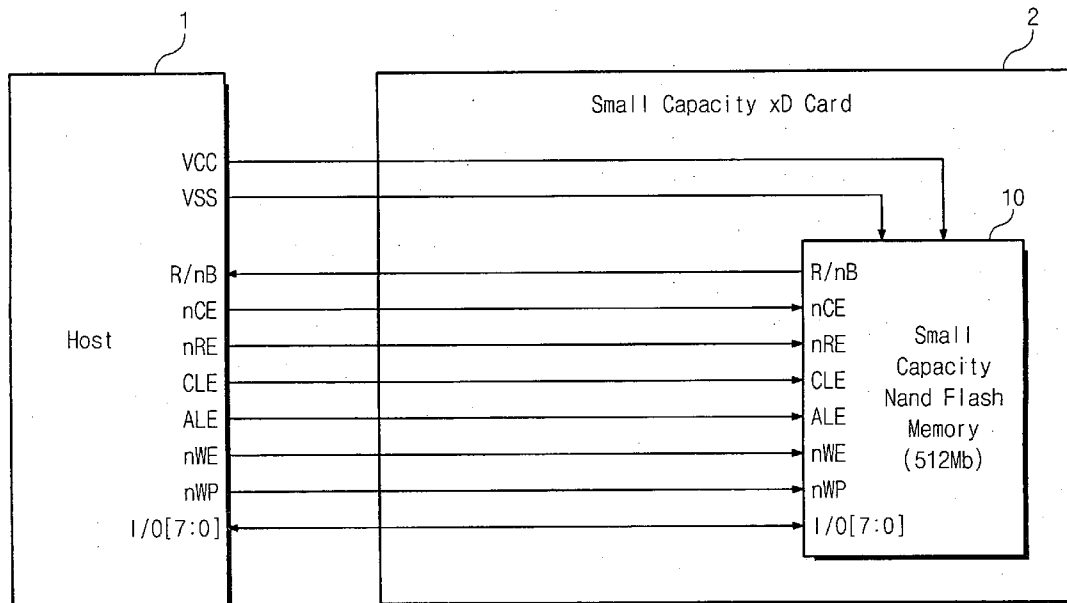 1
2
Small Capacity xD Card
VCC
VSS
10
R/nB
nCE
nRE
CLE
ALE
nWE
nWP
I/O[7:0]
Host
R/nB
nCE
nRE
CLE
ALE
nWE
nWP
I/O[7:0]
Small
Capacity
Nand Flash
Memory
(512Mb)